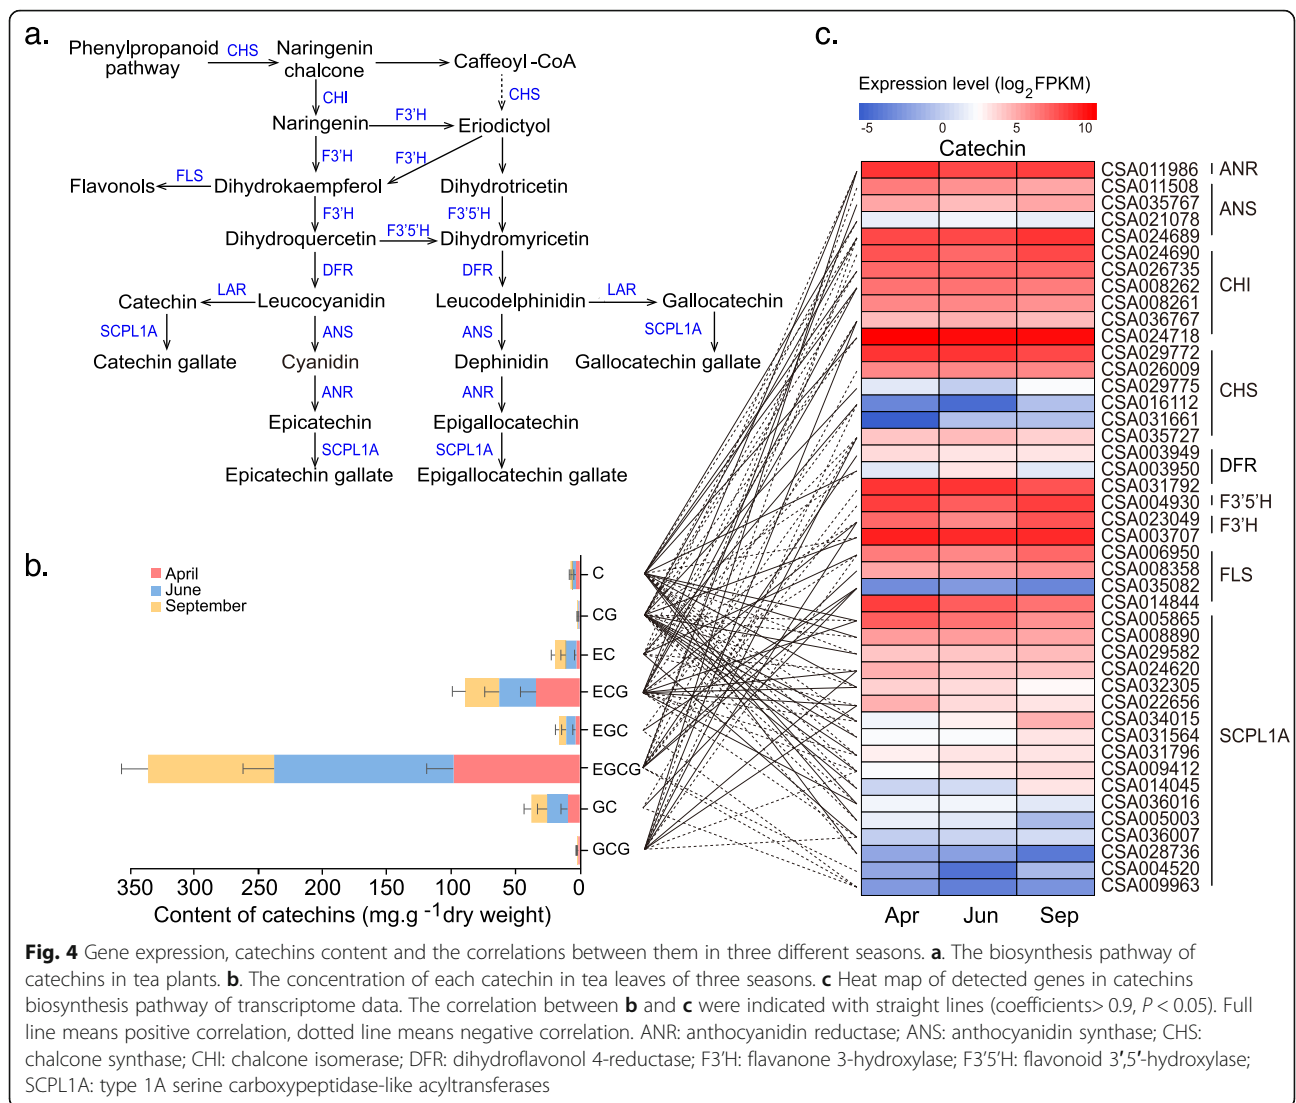 a.
Phenylpropanoid
pathway
CHS
Naringenin
chalcone
Caffeoyl-CoA
CHI
CHS
Naringenin
F3'H
Eriodictyol
F3'H
F3'H
Flavonols
FLS
Dihydrokaempferol
Dihydrotricetin
F3'H
F3'5'H
Dihydroquercetin
F3'5'H
Dihydromyricetin
DFR
DFR
Catechin
LAR
Leucocyanidin
Leucodelphinidin
LAR
Gallocatechin
SCPL1A
ANS
ANS
SCPL1A
Catechin gallate
Cyanidin
Dephinidin
Gallocatechin gallate
ANR
ANR
Epicatechin
Epigallocatechin
SCPL1A
SCPL1A
Epicatechin gallate
Epigallocatechin gallate
b.
April
June
September
C
CG
EC
ECG
EGC
EGCG
GC
GCG
350 300 250 200 150 100 50 0
Content of catechins (mg.g -1dry weight)
c.
Expression level (log2FPKM)
-5 0 5 10
Catechin
CSA011986
CSA011508
CSA035767
CSA021078
CSA024689
CSA024690
CSA026735
CSA008262
CSA008261
CSA036767
CSA024718
CSA029772
CSA026009
CSA029775
CSA016112
CSA031661
CSA035727
CSA003949
CSA003950
CSA031792
CSA004930
CSA023049
CSA003707
CSA006950
CSA008358
CSA035082
CSA014844
CSA005865
CSA008890
CSA029582
CSA024620
CSA032305
CSA022656
CSA034015
CSA031564
CSA031796
CSA009412
CSA014045
CSA036016
CSA005003
CSA036007
CSA028736
CSA004520
CSA009963
ANR
ANS
CHI
CHS
DFR
F3'5'H
F3'H
FLS
SCPL1A
Apr Jun Sep
Fig. 4 Gene expression, catechins content and the correlations between them in three different seasons. a. The biosynthesis pathway of
catechins in tea plants. b. The concentration of each catechin in tea leaves of three seasons. c Heat map of detected genes in catechins
biosynthesis pathway of transcriptome data. The correlation between b and c were indicated with straight lines (coefficients> 0.9, P < 0.05). Full
line means positive correlation, dotted line means negative correlation. ANR: anthocyanidin reductase; ANS: anthocyanidin synthase; CHS:
chalcone synthase; CHI: chalcone isomerase; DFR: dihydroflavonol 4-reductase; F3'H: flavanone 3-hydroxylase; F3'5'H: flavonoid 3′,5′-hydroxylase;
SCPL1A: type 1A serine carboxypeptidase-like acyltransferases